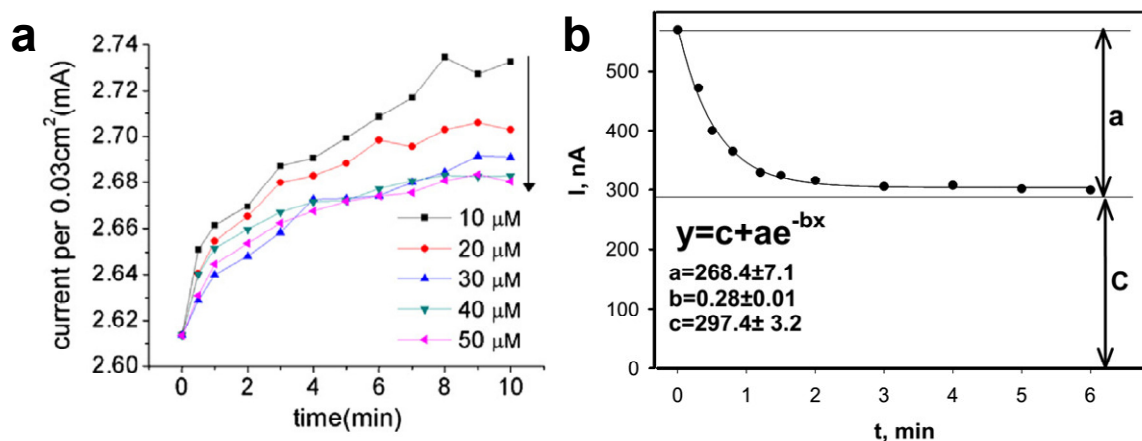 a
current per 0.03cm²(mA)
2.74
2.72
2.70
2.68
2.66
2.64
2.62
2.60
10 μM
20 μM
30 μM
40 μM
50 μM
0 2 4 6 8 10
time(min)
b
I, nA
500
400
300
200
100
0
a
c
y=c+ae^-bx
a=268.4±7.1
b=0.28±0.01
c=297.4± 3.2
0 1 2 3 4 5 6
t, min